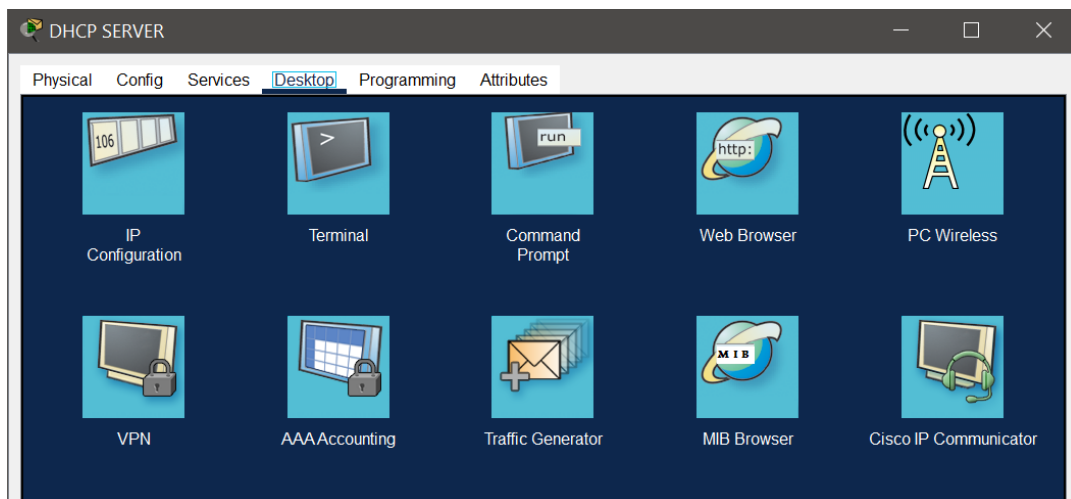 DHCP SERVER
Physical Config Services Desktop Programming Attributes
106
>
run
http:
IP
Configuration
Terminal
Command
Prompt
Web Browser
PC Wireless
MIB
VPN
AAA Accounting
Traffic Generator
MIB Browser
Cisco IP Communicator